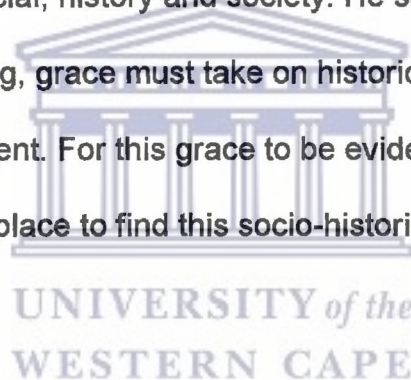 cial, history and society. He s
g, grace must take on historic
ent. For this grace to be evide
place to find this socio-histori
UNIVERSITY of the
WESTERN CAPE